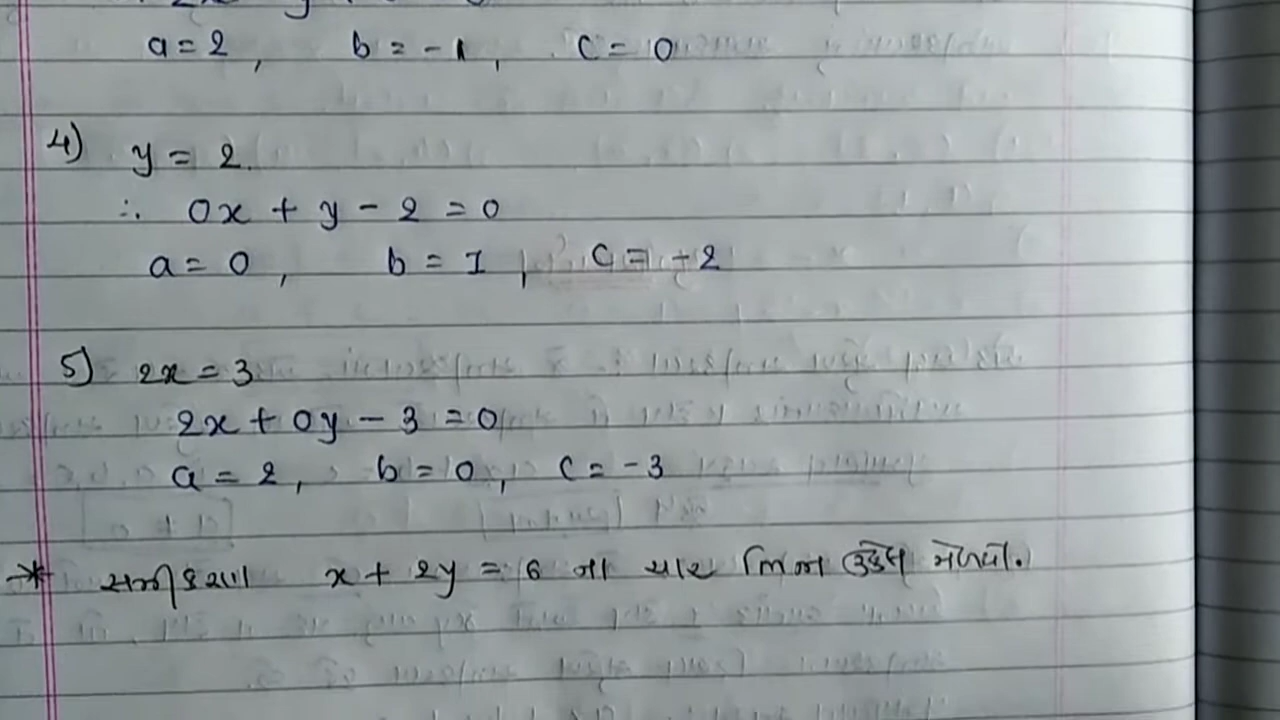 a = 2 , b = -1 , c = 0
4) y = 2.
∴ 0x + y - 2 = 0
a = 0 , b = 1 , c = -2
5) 2x = 3
2x + 0y - 3 = 0
a = 2 , b = 0 , c = -3
→* સમીકરણ x + 2y = 6 ના ચાર ભિન્ન ઉકેલ મેળવો.